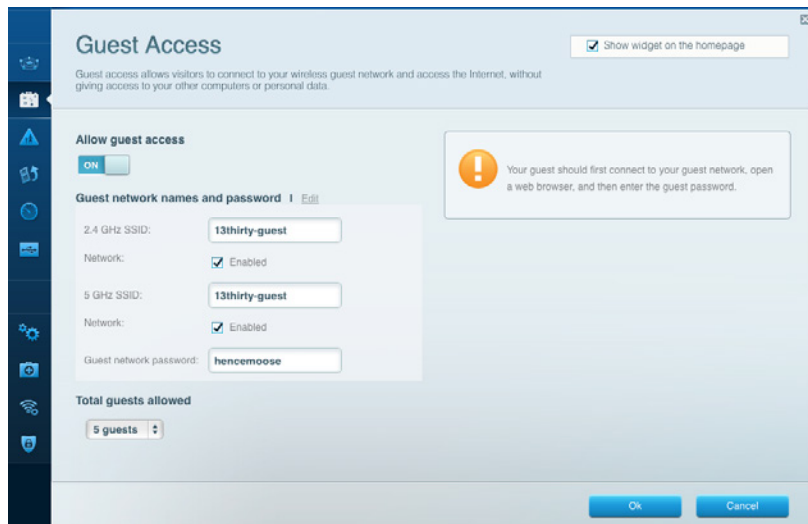 Guest Access
Show widget on the homepage
Guest access allows visitors to connect to your wireless guest network and access the Internet, without
giving access to your other computers or personal data.
Allow guest access
ON
Your guest should first connect to your guest network, open
a web browser, and then enter the guest password.
Guest network names and password | Edit
2.4 GHz SSID: 13thirty-guest
Network: Enabled
5 GHz SSID: 13thirty-guest
Network: Enabled
Guest network password: hencemoose
Total guests allowed
5 guests
Ok Cancel